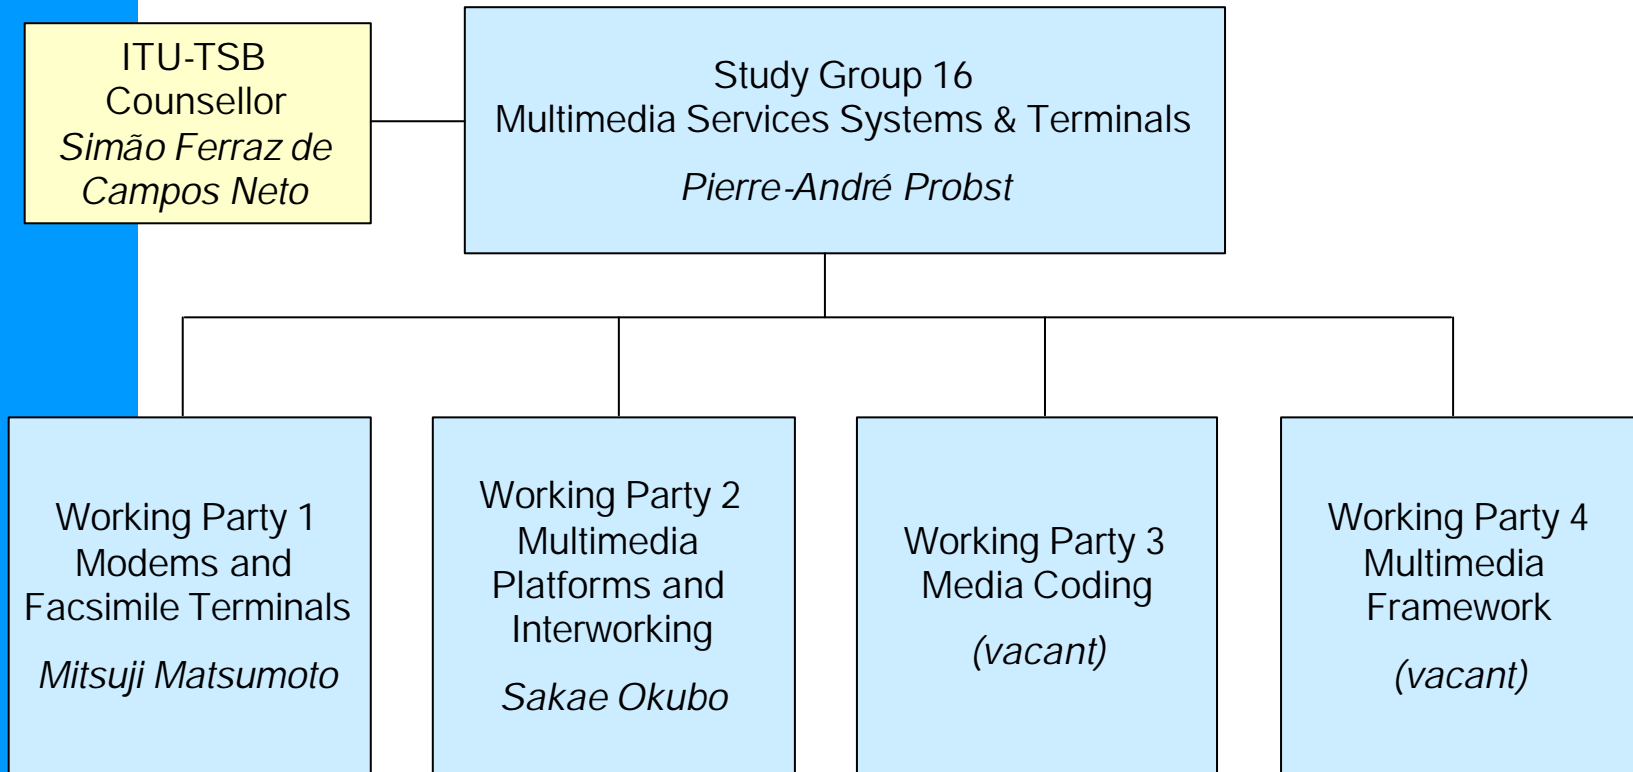 ITU-TSB
Counsellor
Simão Ferraz de
Campos Neto
Study Group 16
Multimedia Services Systems & Terminals
Pierre-André Probst
Working Party 1
Modems and
Facsimile Terminals
Mitsuji Matsumoto
Working Party 2
Multimedia
Platforms and
Interworking
Sakae Okubo
Working Party 3
Media Coding
(vacant)
Working Party 4
Multimedia
Framework
(vacant)